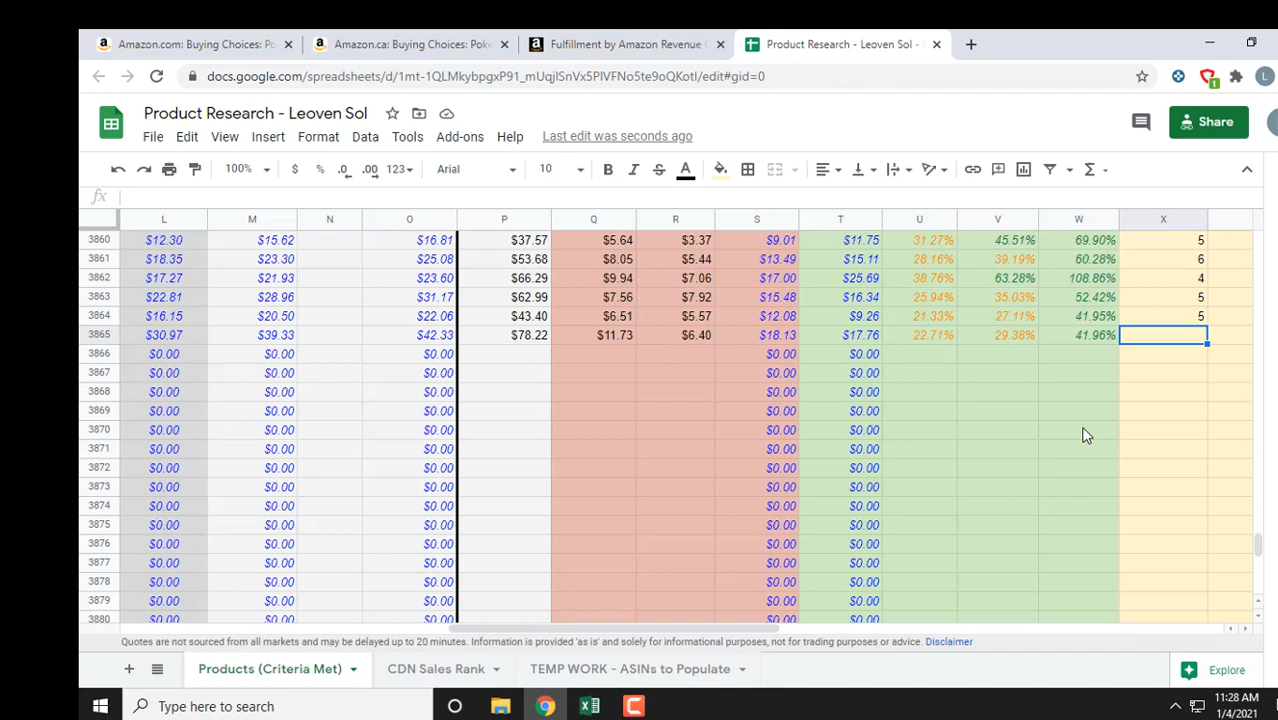 Amazon.com: Buying Choices: Po
Amazon.ca: Buying Choices: Poke
Fulfillment by Amazon Revenue C
Product Research - Leoven Sol -
docs.google.com/spreadsheets/d/1mt-1QLMkybpgxP91_mUqjISnVx5PIVFNo5te9oQKotI/edit#gid=0
1
L
Product Research - Leoven Sol
File Edit View Insert Format Data Tools Add-ons Help Last edit was seconds ago
Share
100% $ % .0 .00 123 Arial 10 B I S A
fx
L M N O P Q R S T U V W X
3860 $12.30 $15.62 $16.81 $37.57 $5.64 $3.37 $9.01 $11.75 31.27% 45.51% 69.90% 5
3861 $18.35 $23.30 $25.08 $53.68 $8.05 $5.44 $13.49 $15.11 28.16% 39.19% 60.28% 6
3862 $17.27 $21.93 $23.60 $66.29 $9.94 $7.06 $17.00 $25.69 38.76% 63.28% 108.86% 4
3863 $22.81 $28.96 $31.17 $62.99 $7.56 $7.92 $15.48 $16.34 25.94% 35.03% 52.42% 5
3864 $16.15 $20.50 $22.06 $43.40 $6.51 $5.57 $12.08 $9.26 21.33% 27.11% 41.95% 5
3865 $30.97 $39.33 $42.33 $78.22 $11.73 $6.40 $18.13 $17.76 22.71% 29.38% 41.96%
3866 $0.00 $0.00 $0.00 $0.00 $0.00
3867 $0.00 $0.00 $0.00 $0.00 $0.00
3868 $0.00 $0.00 $0.00 $0.00 $0.00
3869 $0.00 $0.00 $0.00 $0.00 $0.00
3870 $0.00 $0.00 $0.00 $0.00 $0.00
3871 $0.00 $0.00 $0.00 $0.00 $0.00
3872 $0.00 $0.00 $0.00 $0.00 $0.00
3873 $0.00 $0.00 $0.00 $0.00 $0.00
3874 $0.00 $0.00 $0.00 $0.00 $0.00
3875 $0.00 $0.00 $0.00 $0.00 $0.00
3876 $0.00 $0.00 $0.00 $0.00 $0.00
3877 $0.00 $0.00 $0.00 $0.00 $0.00
3878 $0.00 $0.00 $0.00 $0.00 $0.00
3879 $0.00 $0.00 $0.00 $0.00 $0.00
3880 $0.00 $0.00 $0.00 $0.00 $0.00
Quotes are not sourced from all markets and may be delayed up to 20 minutes. Information is provided 'as is' and solely for informational purposes, not for trading purposes or advice. Disclaimer
Products (Criteria Met) CDN Sales Rank TEMP WORK - ASINs to Populate Explore
Type here to search
11:28 AM
1/4/2021